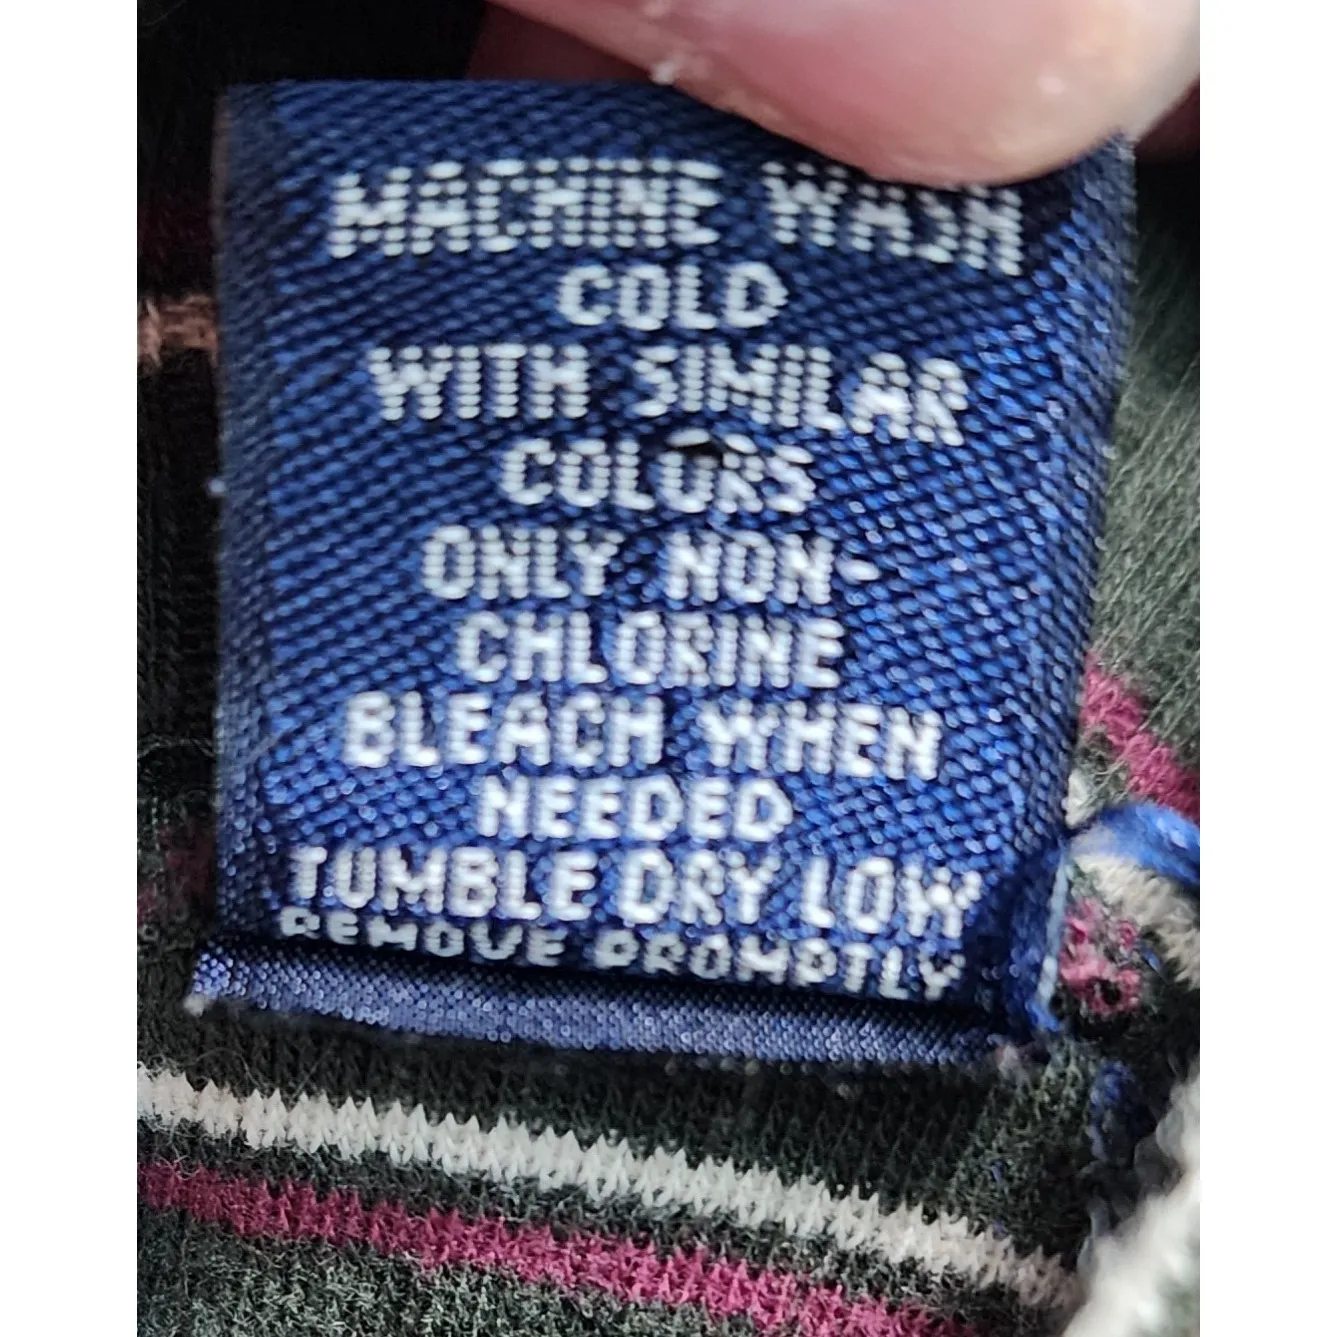 MACHINE WASH
COLD
WITH SIMILAR
COLORS
ONLY NON-
CHLORINE
BLEACH WHEN
NEEDED
TUMBLE DRY LOW
REMOVE PROMPTLY